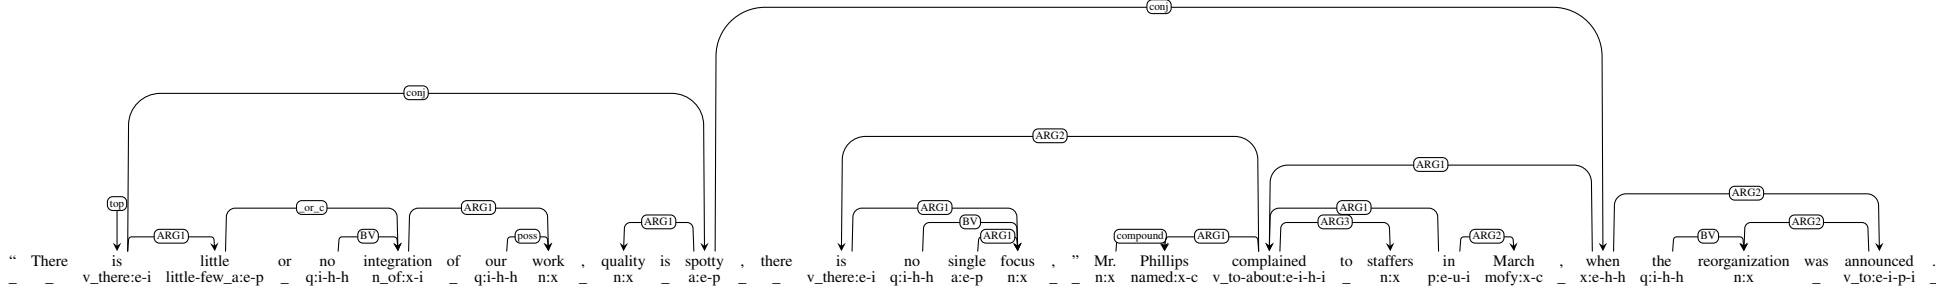 conj
conj
ARG2
ARG1
ARG2
top _or_c ARG1 ARG1 ARG1
ARG1 BV ARG3
ARG1 BV poss ARG1 compound ARG1 ARG2 BV ARG2
“ There is little or no integration of our work , quality is spotty , there is no single focus , ” Mr. Phillips complained to staffers in March , when the reorganization was announced .
_ _ v_there:e-i little-few_a:e-p _ q:i-h-h n_of:x-i _ q:i-h-h n:x _ n:x _ a:e-p _ _ v_there:e-i q:i-h-h a:e-p n:x _ _ n:x named:x-c v_to-about:e-i-h-i _ n:x p:e-u-i mofy:x-c _ x:e-h-h q:i-h-h n:x _ v_to:e-i-p-i _